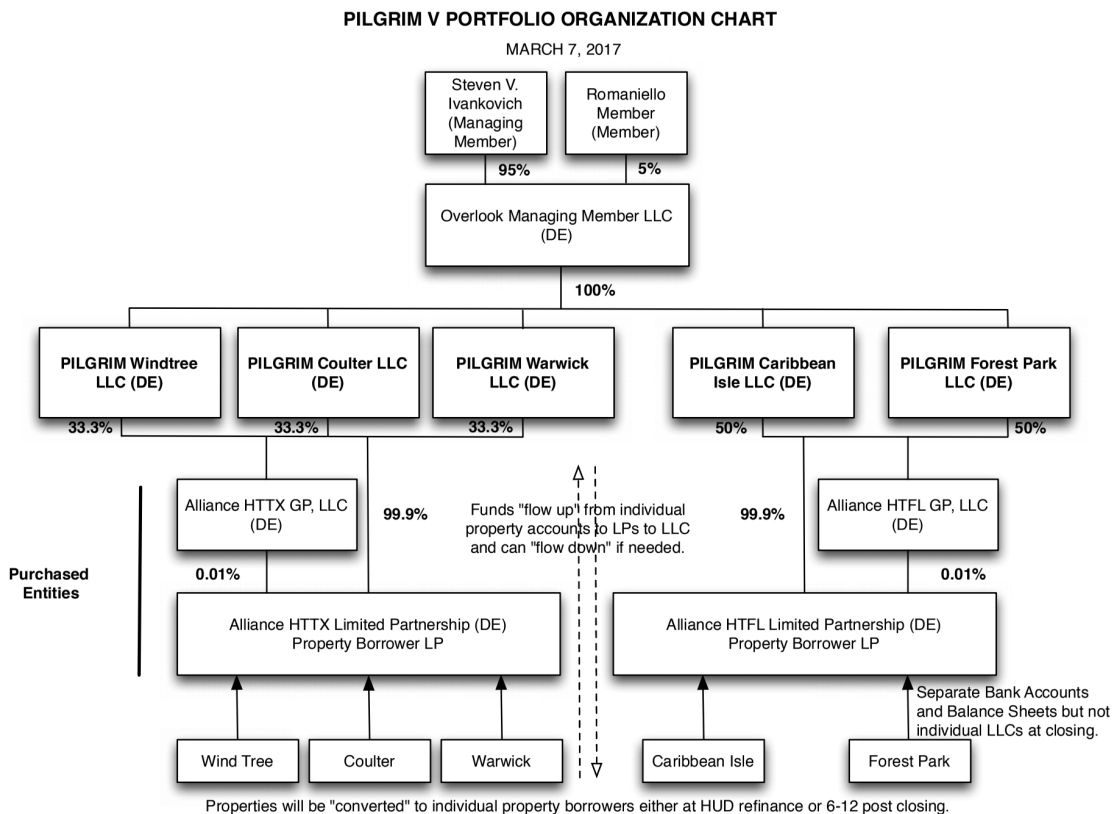 PILGRIM V PORTFOLIO ORGANIZATION CHART
MARCH 7, 2017
Steven V.
Ivankovich
(Managing
Member)
Romaniello
Member
(Member)
95%
5%
Overlook Managing Member LLC
(DE)
100%
PILGRIM Windtree
LLC (DE)
PILGRIM Coulter LLC
(DE)
PILGRIM Warwick
LLC (DE)
PILGRIM Caribbean
Isle LLC (DE)
PILGRIM Forest Park
LLC (DE)
33.3%
33.3%
33.3%
50%
50%
Alliance HTTX GP, LLC
(DE)
99.9%
Funds "flow up" from individual
property accounts to LPs to LLC
and can "flow down" if needed.
99.9%
Alliance HTFL GP, LLC
(DE)
Purchased
Entities
0.01%
0.01%
Alliance HTTX Limited Partnership (DE)
Property Borrower LP
Alliance HTFL Limited Partnership (DE)
Property Borrower LP
Separate Bank Accounts
and Balance Sheets but not
individual LLCs at closing.
Wind Tree
Coulter
Warwick
Caribbean Isle
Forest Park
Properties will be "converted" to individual property borrowers either at HUD refinance or 6-12 post closing.